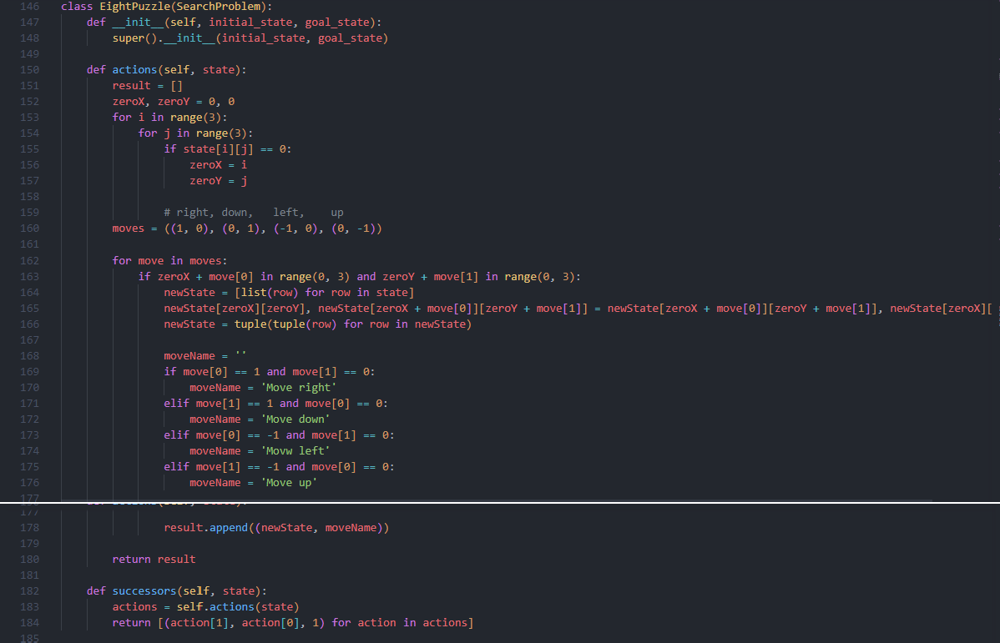 146 class EightPuzzle(SearchProblem):
147     def __init__(self, initial_state, goal_state):
148         super().__init__(initial_state, goal_state)
149
150     def actions(self, state):
151         result = []
152         zeroX, zeroY = 0, 0
153         for i in range(3):
154             for j in range(3):
155                 if state[i][j] == 0:
156                     zeroX = i
157                     zeroY = j
158
159                 # right, down,   left,    up
160         moves = ((1, 0), (0, 1), (-1, 0), (0, -1))
161
162         for move in moves:
163             if zeroX + move[0] in range(0, 3) and zeroY + move[1] in range(0, 3):
164                 newState = [list(row) for row in state]
165                 newState[zeroX][zeroY], newState[zeroX + move[0]][zeroY + move[1]] = newState[zeroX + move[0]][zeroY + move[1]], newState[zeroX][
166                 newState = tuple(tuple(row) for row in newState)
167
168                 moveName = ''
169                 if move[0] == 1 and move[1] == 0:
170                     moveName = 'Move right'
171                 elif move[1] == 1 and move[0] == 0:
172                     moveName = 'Move down'
173                 elif move[0] == -1 and move[1] == 0:
174                     moveName = 'Movw left'
175                 elif move[1] == -1 and move[0] == 0:
176                     moveName = 'Move up'
177
177
178                 result.append((newState, moveName))
179
180         return result
181
182     def successors(self, state):
183         actions = self.actions(state)
184         return [(action[1], action[0], 1) for action in actions]
185